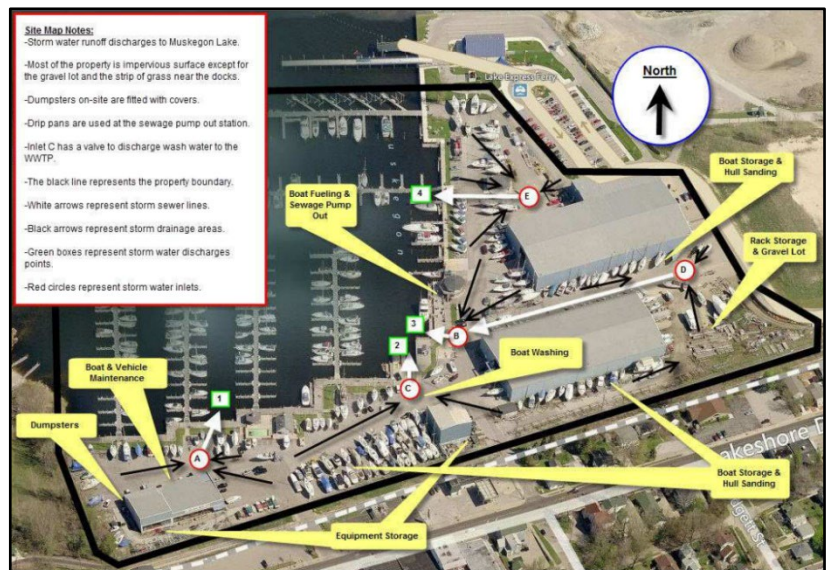 Site Map Notes:
-Storm water runoff discharges to Muskegon Lake.
-Most of the property is impervious surface except for
the gravel lot and the strip of grass near the docks.
-Dumpsters on-site are fitted with covers.
-Drip pans are used at the sewage pump out station.
-Inlet C has a valve to discharge wash water to the
WWTP.
-The black line represents the property boundary.
-White arrows represent storm sewer lines.
-Black arrows represent storm drainage areas.
-Green boxes represent storm water discharges
points.
-Red circles represent storm water inlets.
North
Lake Express Ferry
Boat Storage &
Hull Sanding
4
E
Boat Fueling &
Sewage Pump
Out
uskegon
Rack Storage
& Gravel Lot
D
3
B
2
Boat Washing
Boat & Vehicle
Maintenance
C
1
Dumpsters
A
akeshore D
Boat Storage &
Hull Sanding
Equipment Storage